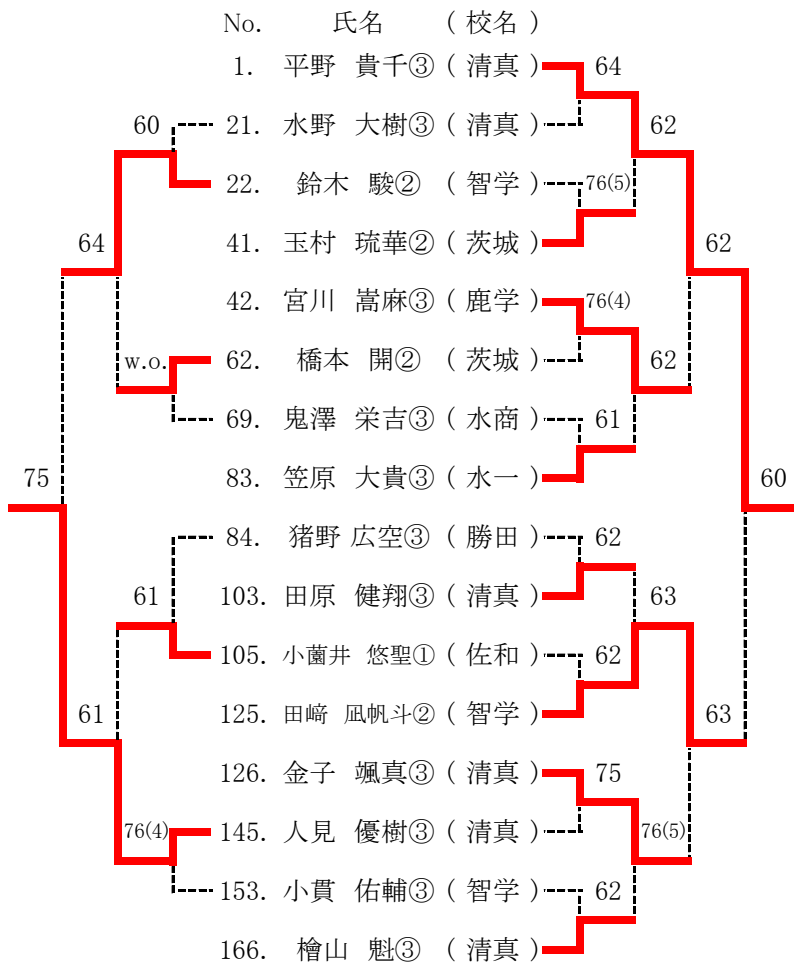 No. 氏名 (校名)
1. 平野 貴千③ (清真) 64
60 21. 水野 大樹③ (清真) 62
22. 鈴木 駿② (智学) 76(5)
64 41. 玉村 琉華② (茨城) 62
42. 宮川 嵩麻③ (鹿学) 76(4)
w.o. 62. 橋本 開② (茨城) 62
69. 鬼澤 栄吉③ (水商) 61
75 83. 笠原 大貴③ (水一) 60
84. 猪野 広空③ (勝田) 62
61 103. 田原 健翔③ (清真) 63
105. 小薗井 悠聖① (佐和) 62
61 125. 田﨑 凪帆斗② (智学) 63
126. 金子 颯真③ (清真) 75
76(4) 145. 人見 優樹③ (清真) 76(5)
153. 小貫 佑輔③ (智学) 62
166. 檜山 魁③ (清真)